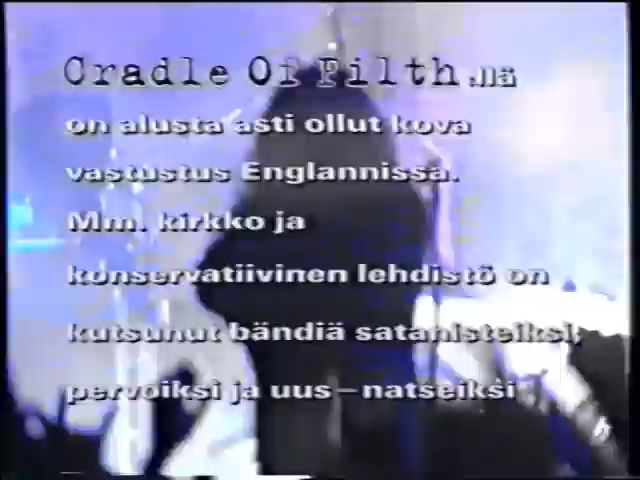 Cradle Of Filth:llä
on alusta asti ollut kova
vastustus Englannissa.
Mm. kirkko ja
konservatiivinen lehdistö on
kutsunut bändiä satanisteiksi,
pervoiksi ja uus-natseiksi